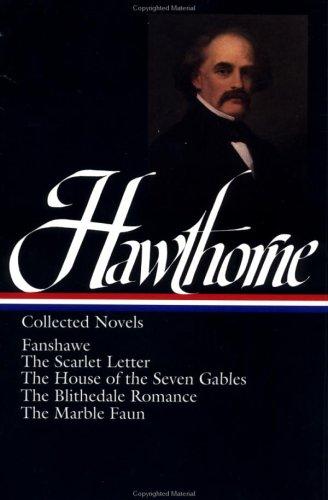 Copyrighted Material
Hawthorne
Collected Novels
Fanshawe
The Scarlet Letter
The House of the Seven Gables
The Blithedale Romance
The Marble Faun
Copyrighted Material